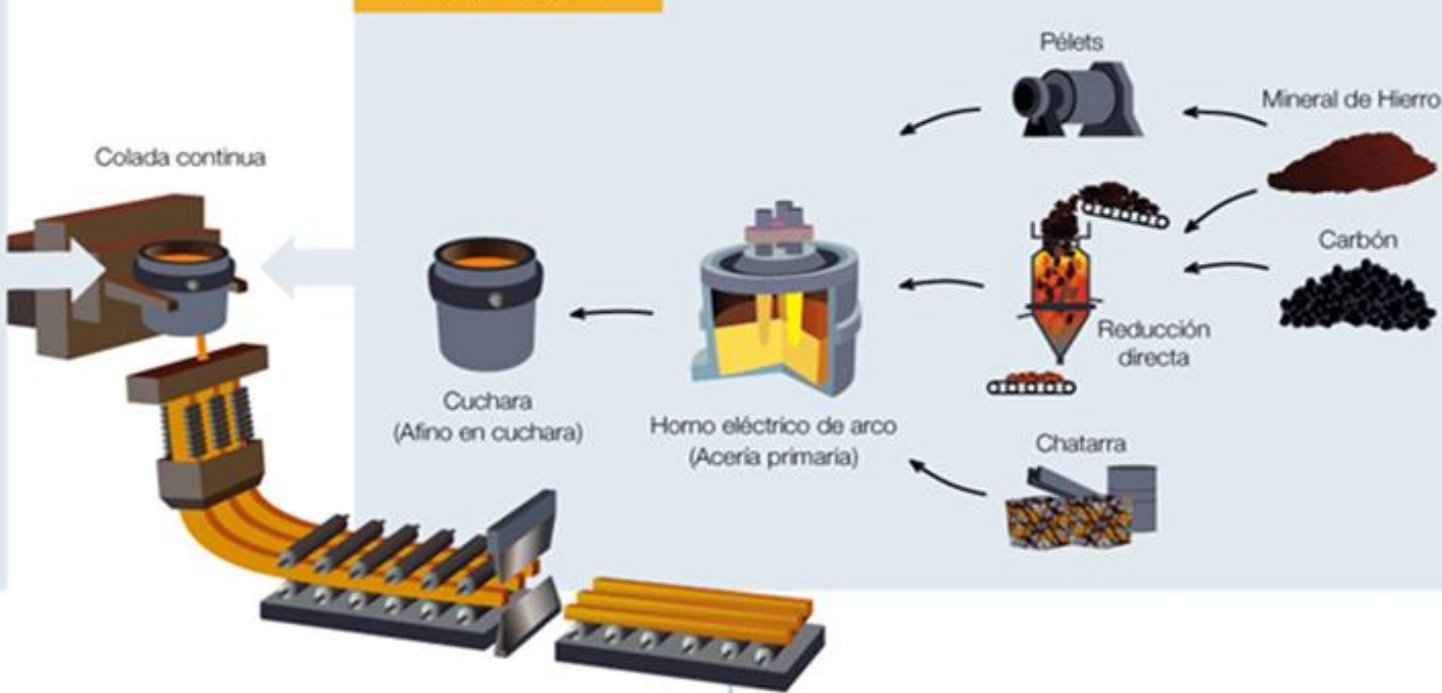 Pélets
Mineral de Hierro
Colada continua
Carbón
Reducción
directa
Cuchara
(Afino en cuchara)
Horno eléctrico de arco
(Acería primaria)
Chatarra